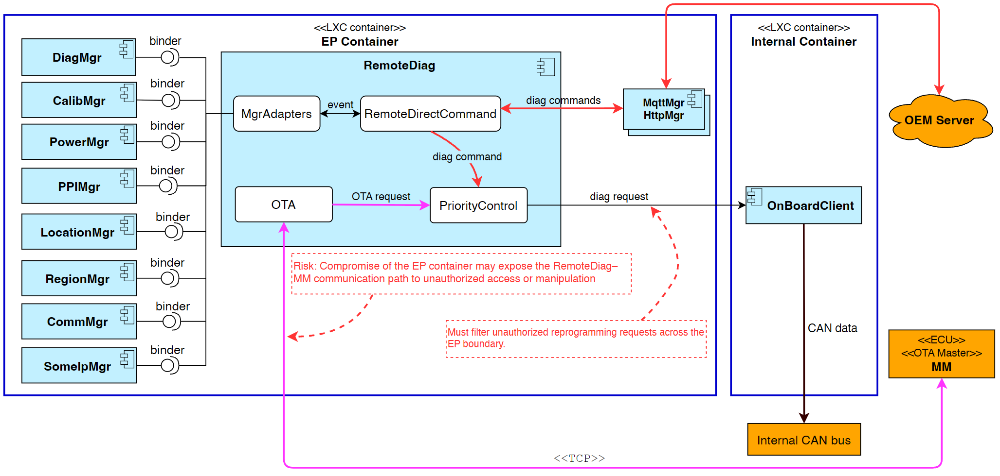 <<LXC container>>
EP Container
<<LXC container>>
Internal Container
DiagMgr
binder
CalibMgr
binder
PowerMgr
binder
PPIMgr
binder
LocationMgr
binder
RegionMgr
binder
CommMgr
binder
SomeIpMgr
binder
RemoteDiag
MgrAdapters
event
RemoteDirectCommand
diag commands
MqttMgr
HttpMgr
OEM Server
diag command
OTA
OTA request
PriorityControl
diag request
OnBoardClient
Risk: Compromise of the EP container may expose the RemoteDiag–
MM communication path to unauthorized access or manipulation
Must filter unauthorized reprogramming requests across the
EP boundary.
CAN data
<<ECU>>
<<OTA Master>>
MM
Internal CAN bus
<<TCP>>